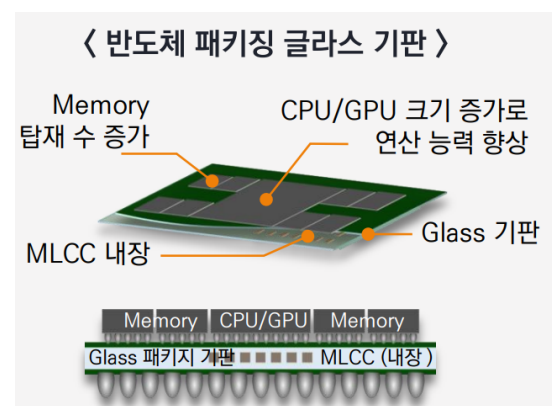 < 반도체 패키징 글라스 기판 >
Memory
탑재 수 증가
CPU/GPU 크기 증가로
연산 능력 향상
Glass 기판
MLCC 내장
Memory CPU/GPU Memory
Glass 패키지 기판 MLCC (내장)